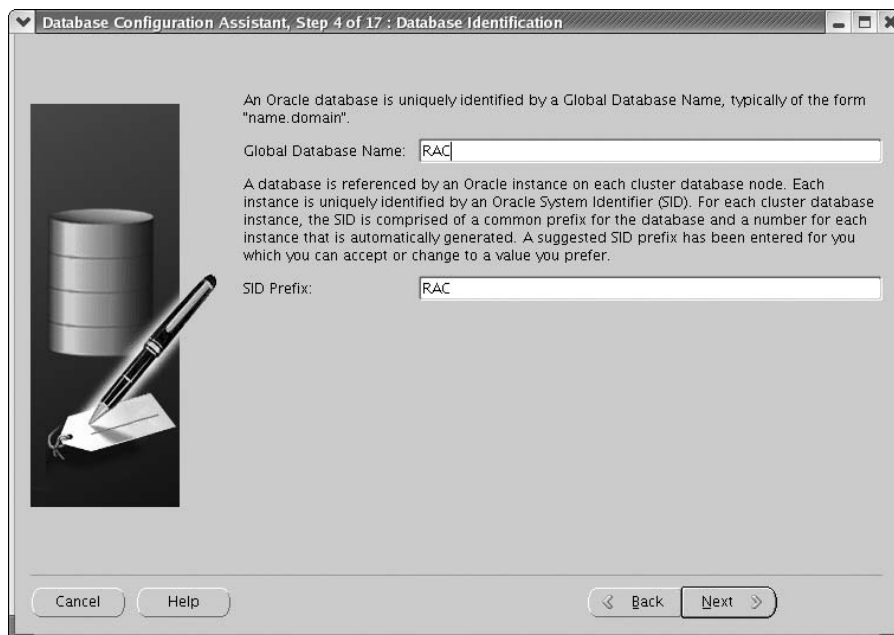 Database Configuration Assistant, Step 4 of 17 : Database Identification
An Oracle database is uniquely identified by a Global Database Name, typically of the form
"name.domain".
Global Database Name: RAC
A database is referenced by an Oracle instance on each cluster database node. Each
instance is uniquely identified by an Oracle System Identifier (SID). For each cluster database
instance, the SID is comprised of a common prefix for the database and a number for each
instance that is automatically generated. A suggested SID prefix has been entered for you
which you can accept or change to a value you prefer.
SID Prefix: RAC
Cancel Help Back Next